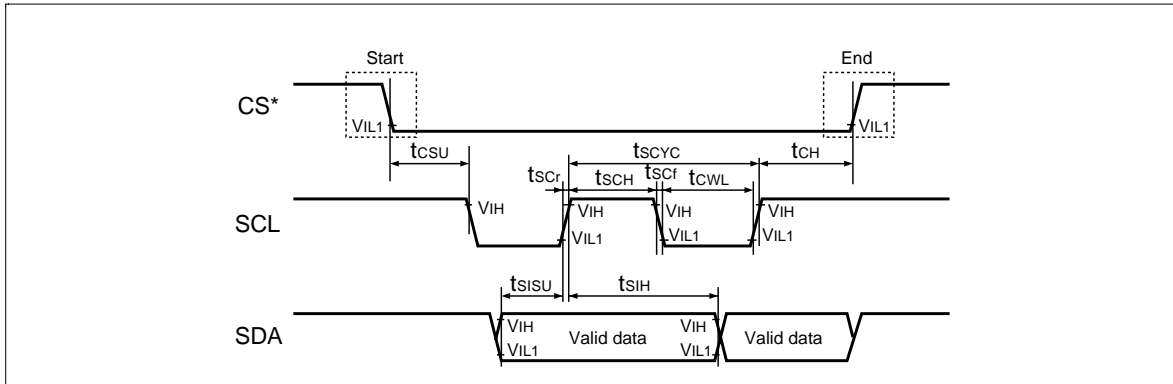 Start End
CS*
VIL1 VIL1
tCSU tSCYC tCH
tSCr tSCH tSCf tCWL
SCL
VIH VIH VIH
VIL1 VIL1 VIL1
tSISU tSIH
SDA
VIH VIH
Valid data Valid data
VIL1 VIL1